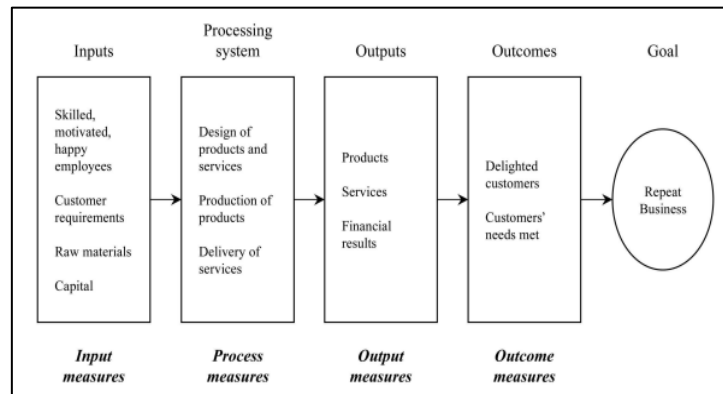 Inputs
Processing
system
Outputs
Outcomes
Goal
Skilled,
motivated,
happy
employees
Customer
requirements
Raw materials
Capital
Design of
products and
services
Production of
products
Delivery of
services
Products
Services
Financial
results
Delighted
customers
Customers'
needs met
Repeat
Business
Input
measures
Process
measures
Output
measures
Outcome
measures